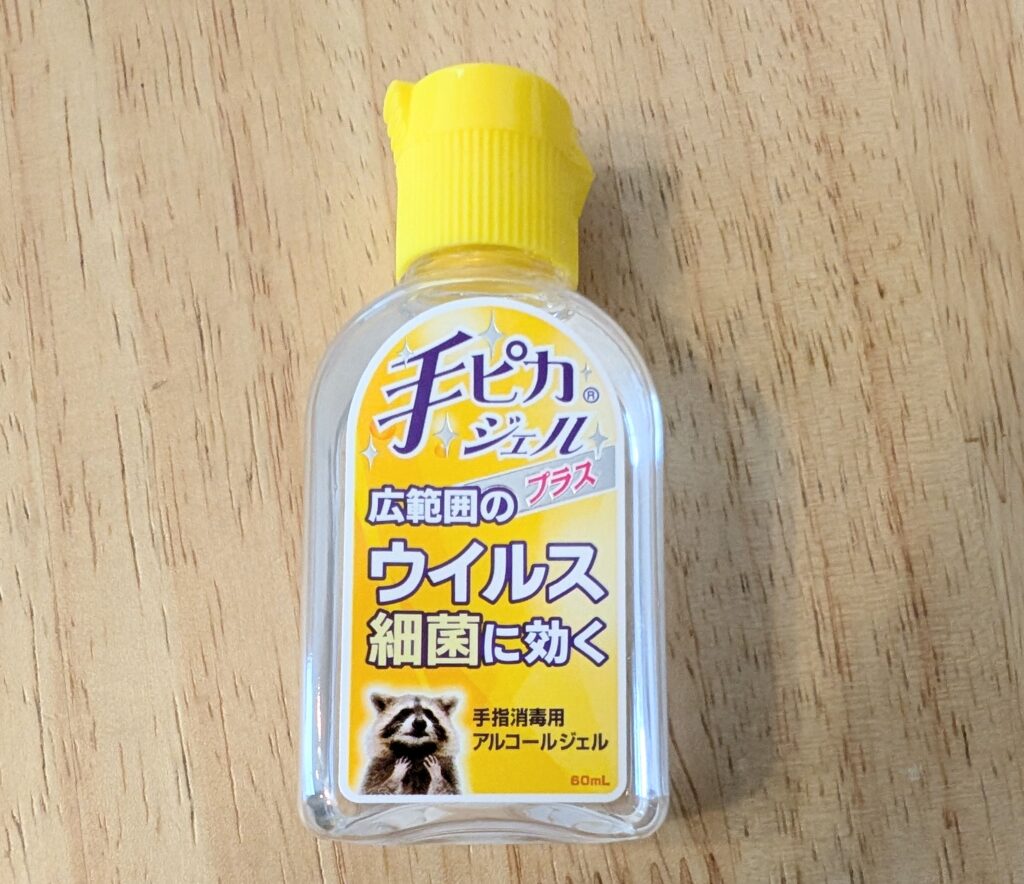 手ピカ®
ジェル
プラス
広範囲の
ウイルス
細菌に効く
手指消毒用
アルコールジェル
60mL